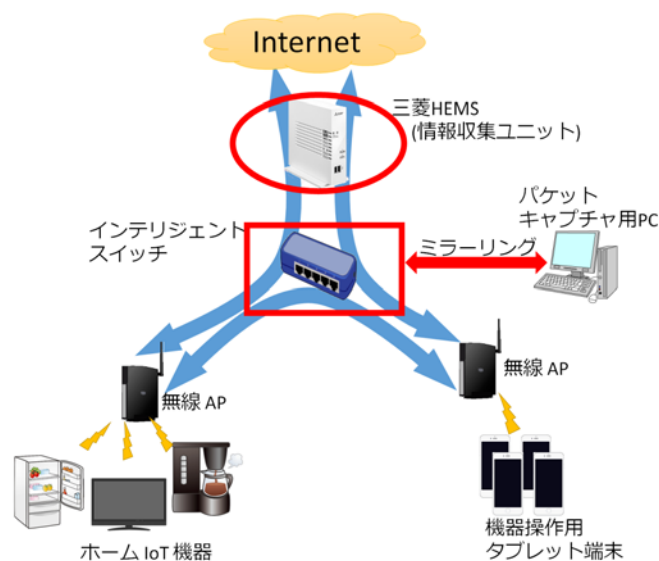 Internet
三菱HEMS
(情報収集ユニット)
パケット
キャプチャ用PC
インテリジェント
スイッチ
ミラーリング
無線 AP
無線 AP
ホーム IoT 機器
機器操作用
タブレット端末